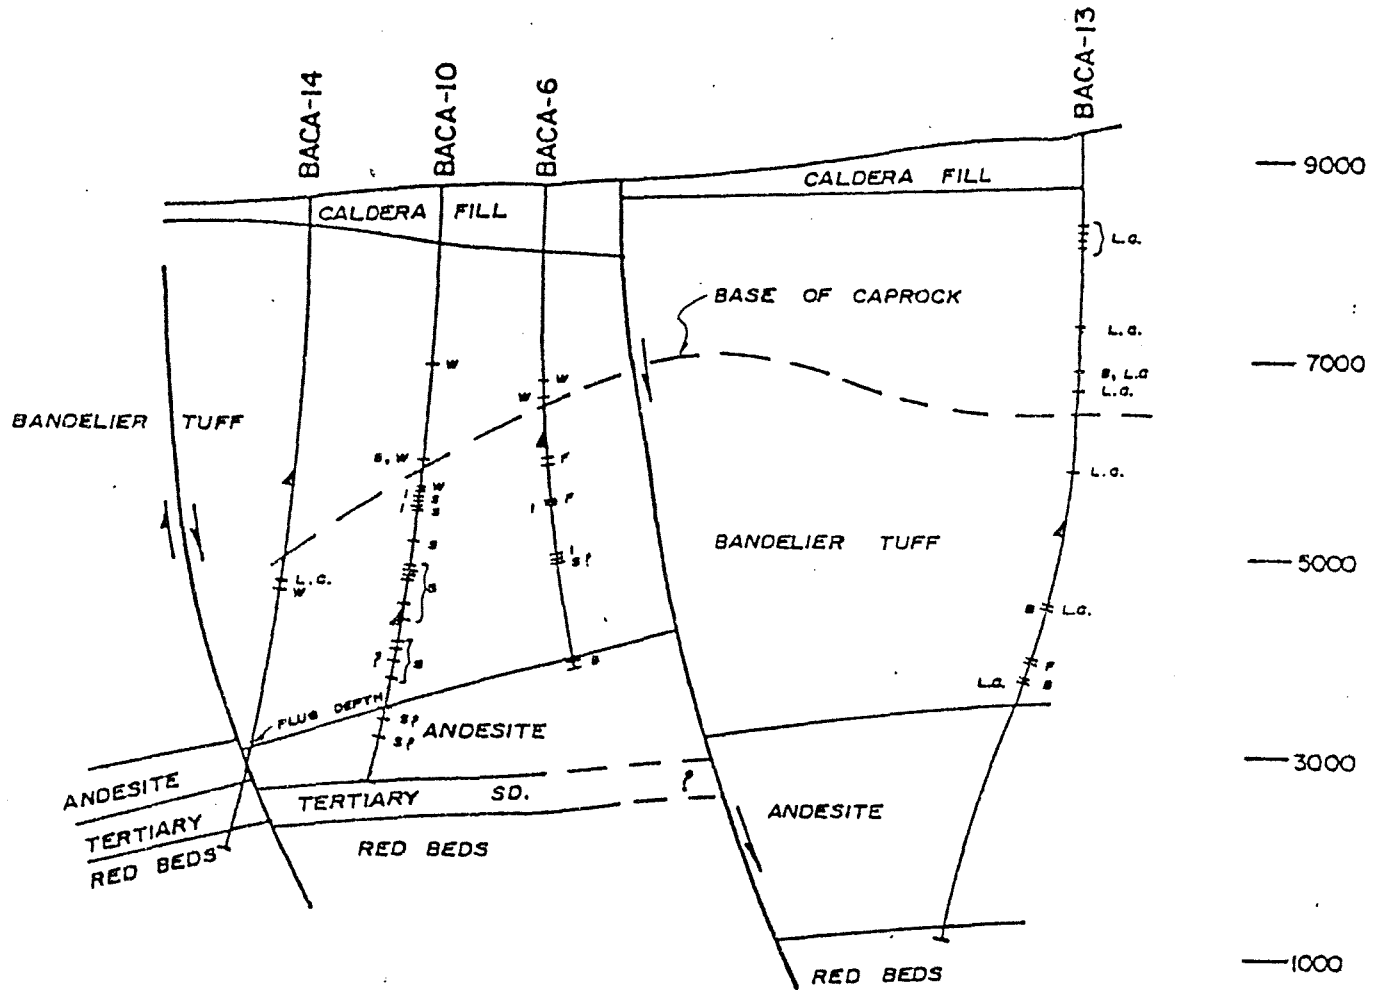 BACA-14
BACA-10
BACA-6
BACA-13
9000
CALDERA FILL
CALDERA FILL
L.C.
BASE OF CAPROCK
L.C.
7000
W
W
W
S, L.C.
L.C.
BANDELIER TUFF
S, W
F
L.C.
W
S
S
I
I F
BANDELIER TUFF
S
I
S?
5000
L.C.
W
S
S L.C.
?
S
S
F
L.C. S
PLUG DEPTH
S?
S?
ANDESITE
3000
ANDESITE
TERTIARY SD.
?
ANDESITE
TERTIARY
RED BEDS
RED BEDS
RED BEDS
1000